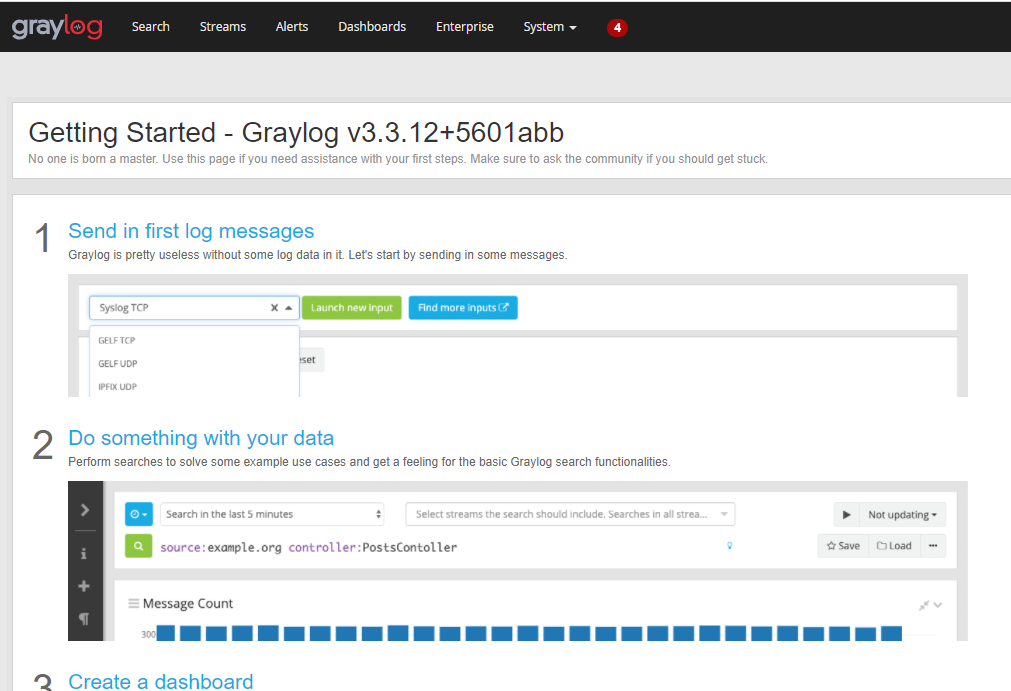 graylog Search Streams Alerts Dashboards Enterprise System 4
Getting Started - Graylog v3.3.12+5601abb
No one is born a master. Use this page if you need assistance with your first steps. Make sure to ask the community if you should get stuck.
1 Send in first log messages
Graylog is pretty useless without some log data in it. Let's start by sending in some messages.
Syslog TCP Launch new input Find more inputs
GELF TCP
GELF UDP
eset
IPFIX UDP
2 Do something with your data
Perform searches to solve some example use cases and get a feeling for the basic Graylog search functionalities.
Search in the last 5 minutes Select streams the search should include. Searches in all strea... Not updating
source:example.org controller:PostsContoller Save Load
Message Count
300
3 Create a dashboard